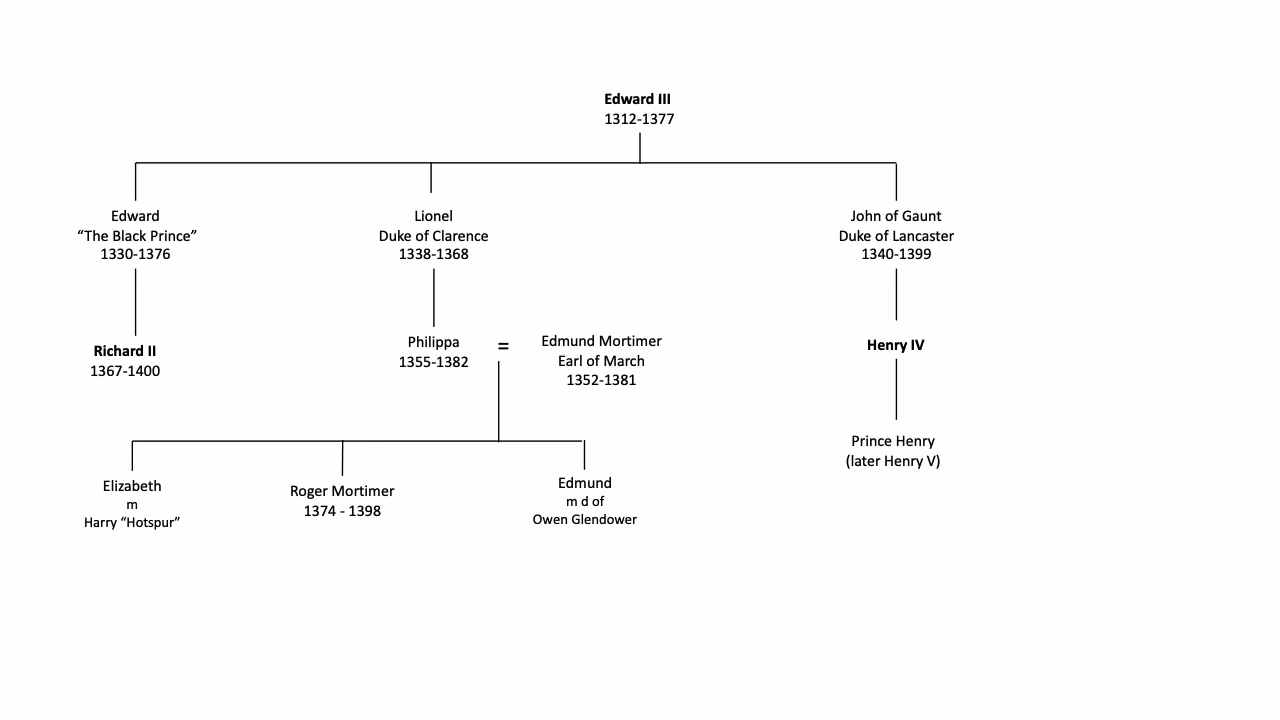 Edward III
1312-1377
Edward
“The Black Prince”
1330-1376
Lionel
Duke of Clarence
1338-1368
John of Gaunt
Duke of Lancaster
1340-1399
Richard II
1367-1400
Philippa
1355-1382
=
Edmund Mortimer
Earl of March
1352-1381
Henry IV
Prince Henry
(later Henry V)
Elizabeth
m
Harry “Hotspur”
Roger Mortimer
1374 - 1398
Edmund
m d of
Owen Glendower